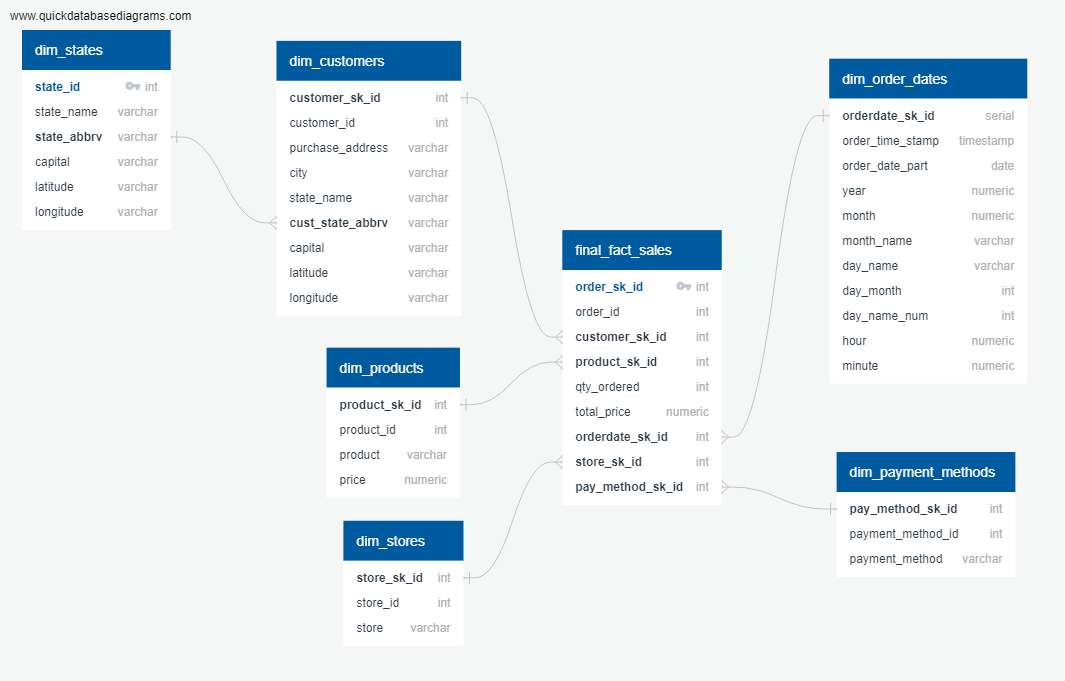 www.quickdatabasediagrams.com
dim_states
state_id int
state_name varchar
state_abbrv varchar
capital varchar
latitude varchar
longitude varchar
dim_customers
customer_sk_id int
customer_id int
purchase_address varchar
city varchar
state_name varchar
cust_state_abbrv varchar
capital varchar
latitude varchar
longitude varchar
dim_products
product_sk_id int
product_id int
product varchar
price numeric
dim_stores
store_sk_id int
store_id int
store varchar
final_fact_sales
order_sk_id int
order_id int
customer_sk_id int
product_sk_id int
qty_ordered int
total_price numeric
orderdate_sk_id int
store_sk_id int
pay_method_sk_id int
dim_order_dates
orderdate_sk_id serial
order_time_stamp timestamp
order_date_part date
year numeric
month numeric
month_name varchar
day_name varchar
day_month int
day_name_num int
hour numeric
minute numeric
dim_payment_methods
pay_method_sk_id int
payment_method_id int
payment_method varchar